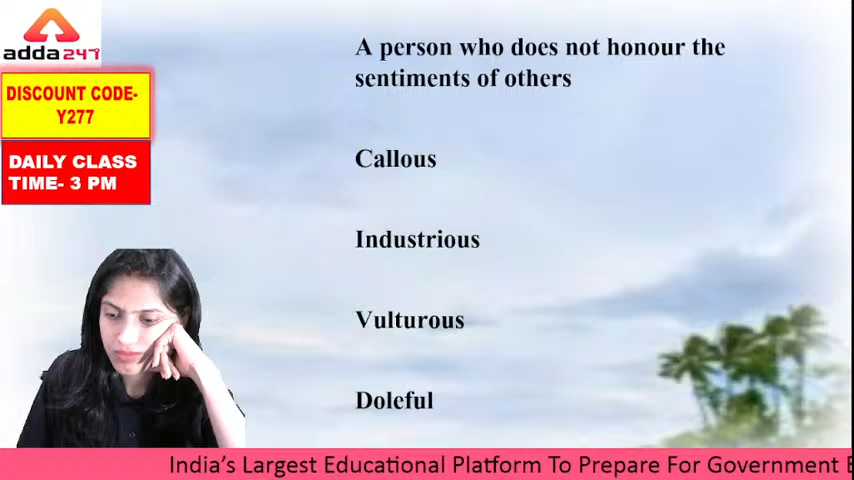 adda247
DISCOUNT CODE-
Y277
DAILY CLASS
TIME- 3 PM
A person who does not honour the
sentiments of others
Callous
Industrious
Vulturous
Doleful
India's Largest Educational Platform To Prepare For Government